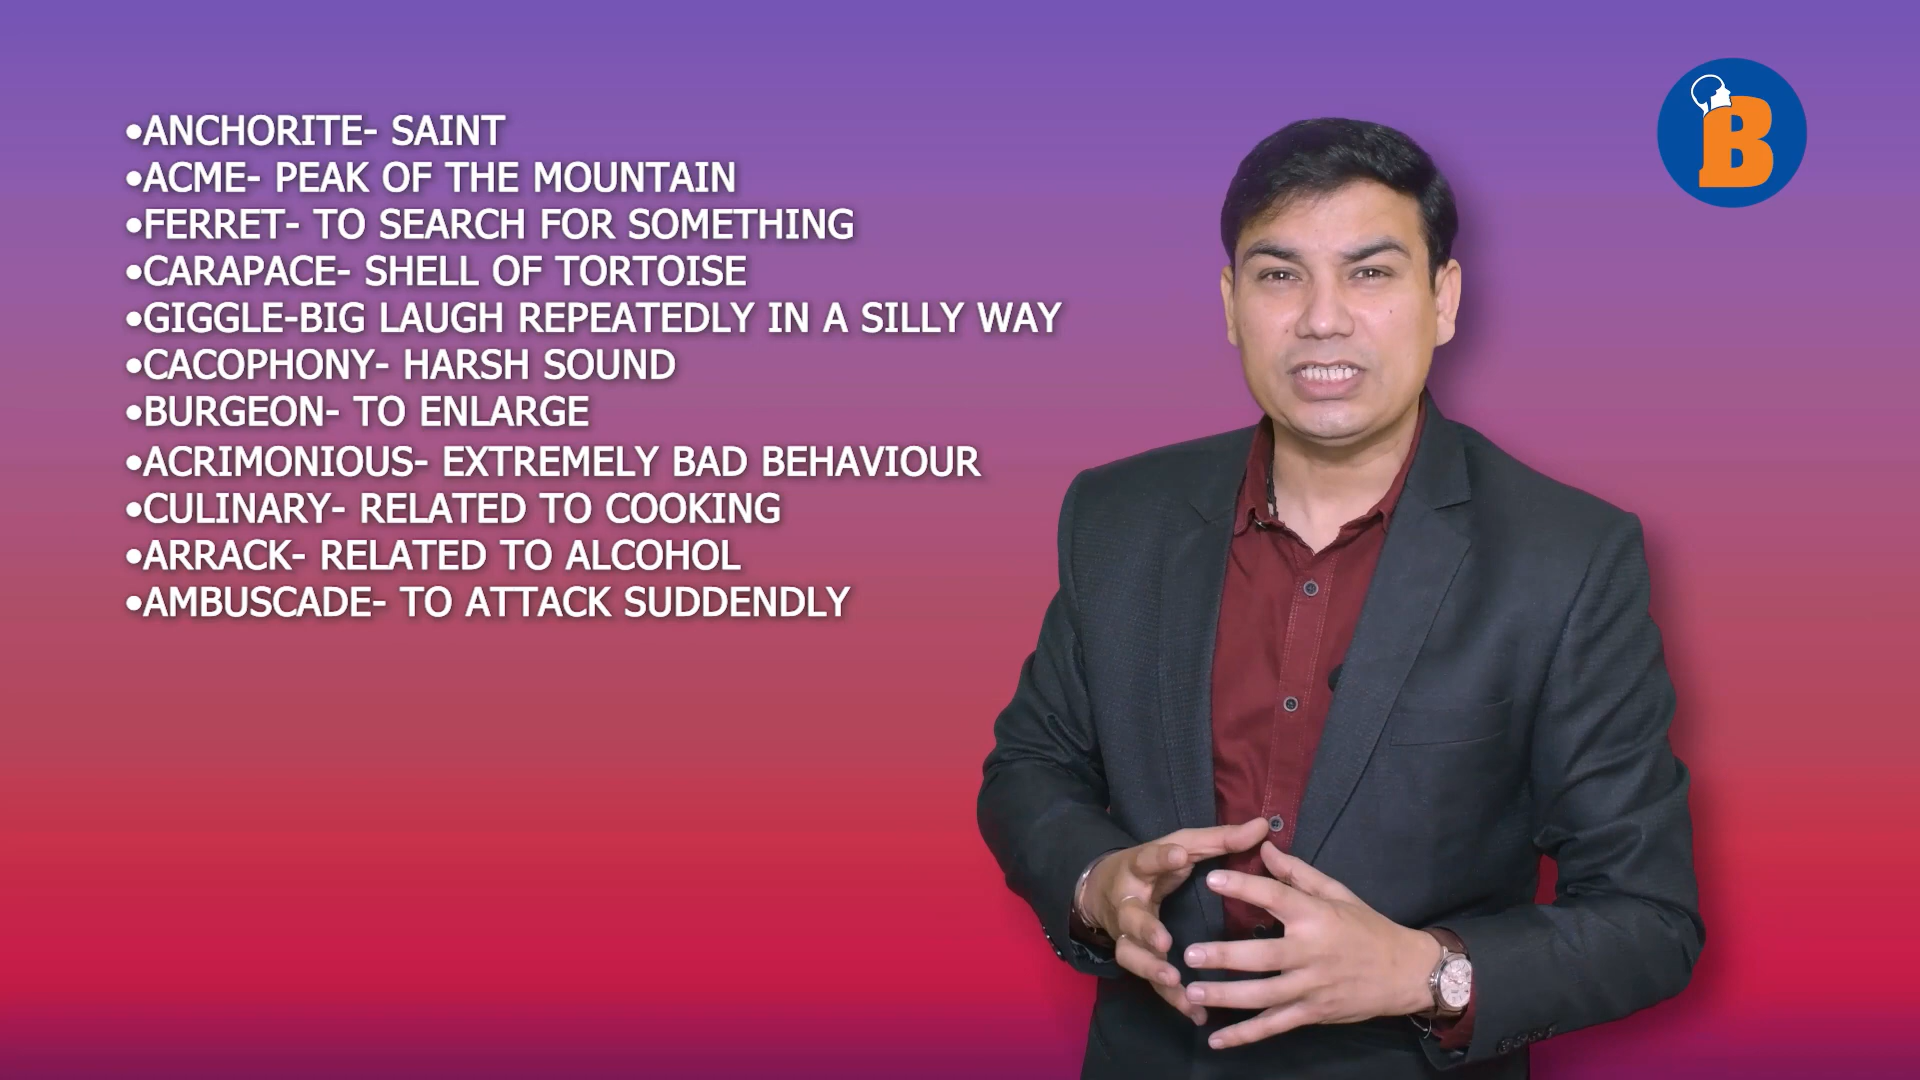 •ANCHORITE- SAINT
•ACME- PEAK OF THE MOUNTAIN
•FERRET- TO SEARCH FOR SOMETHING
•CARAPACE- SHELL OF TORTOISE
•GIGGLE-BIG LAUGH REPEATEDLY IN A SILLY WAY
•CACOPHONY- HARSH SOUND
•BURGEON- TO ENLARGE
•ACRIMONIOUS- EXTREMELY BAD BEHAVIOUR
•CULINARY- RELATED TO COOKING
•ARRACK- RELATED TO ALCOHOL
•AMBUSCADE- TO ATTACK SUDDENDLY
B